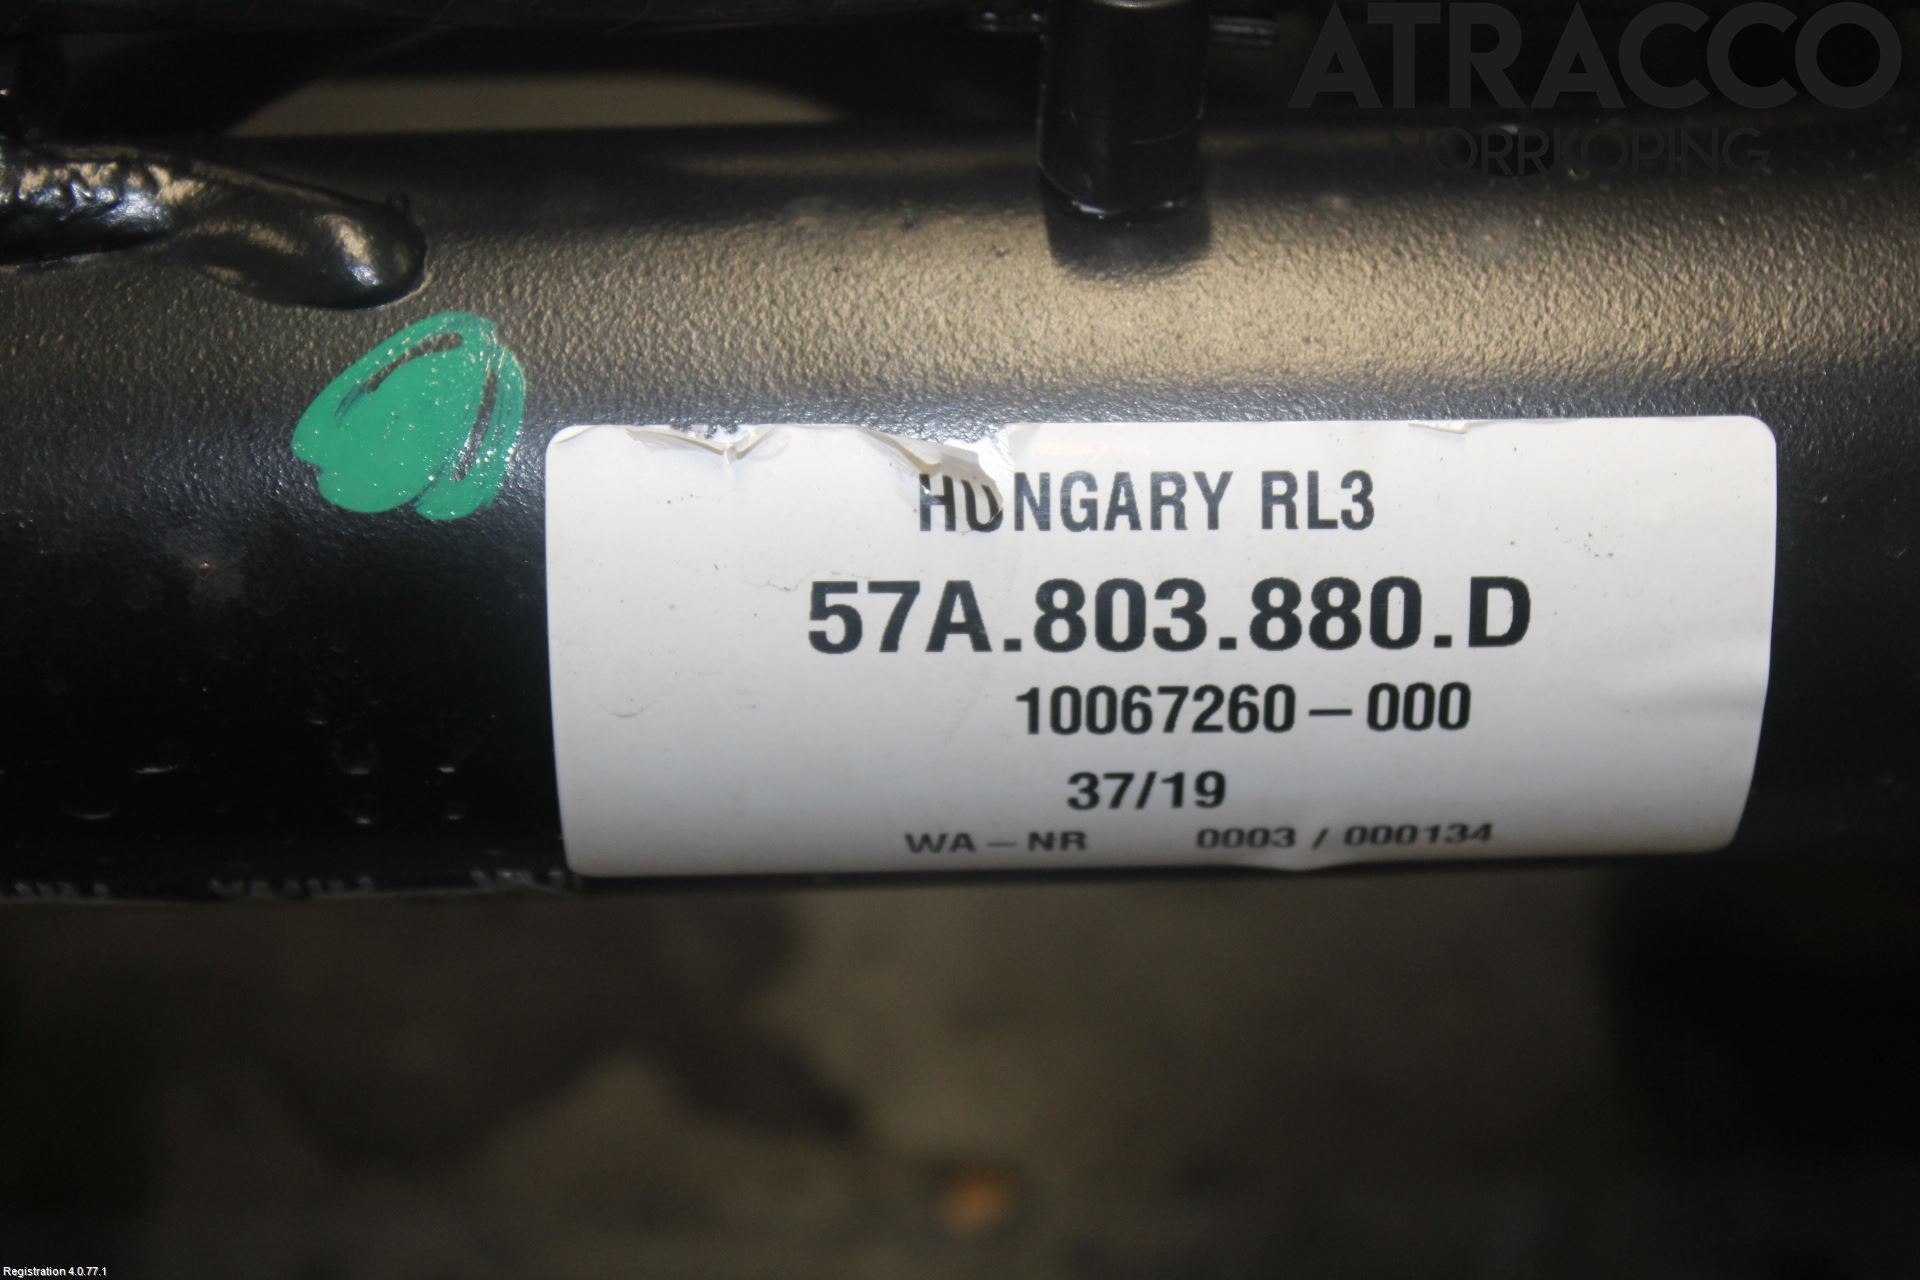 ATRACCO
NORRKÖPING
HUNGARY RL3
57A.803.880.D
10067260-000
37/19
WA-NR 0003 / 000134
Registration 4.0.77.1